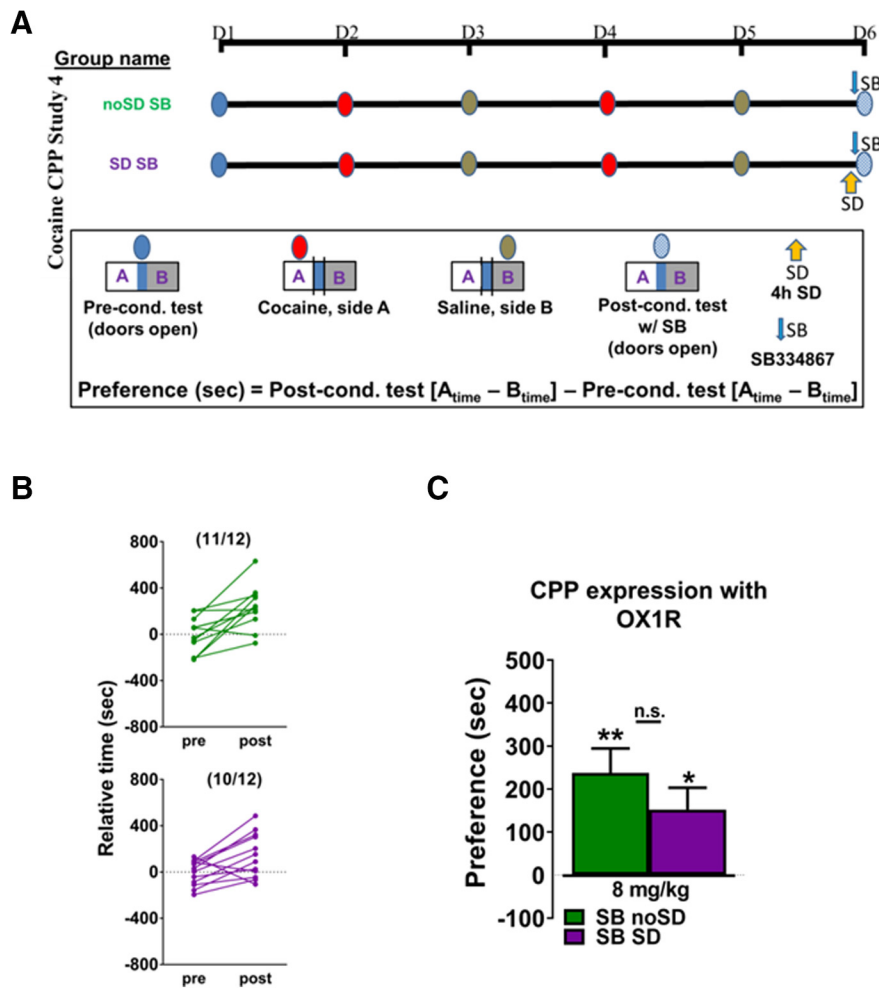 A
D1 D2 D3 D4 D5 D6
Group name
Cocaine CPP Study 4
noSD SB
SB
SD SB
SB
SD
A B
A B
A B
A B
SD
Pre-cond. test
(doors open)
Cocaine, side A
Saline, side B
Post-cond. test
w/ SB
(doors open)
4h SD
SB
SB334867
Preference (sec) = Post-cond. test [Atime – Btime] – Pre-cond. test [Atime – Btime]
B
Relative time (sec)
(11/12)
800
400
0
-400
-800
pre post
(10/12)
800
400
0
-400
-800
pre post
C
CPP expression with
OX1R
Preference (sec)
500
400
300
200
100
0
-100
n.s.
**
*
8 mg/kg
SB noSD
SB SD